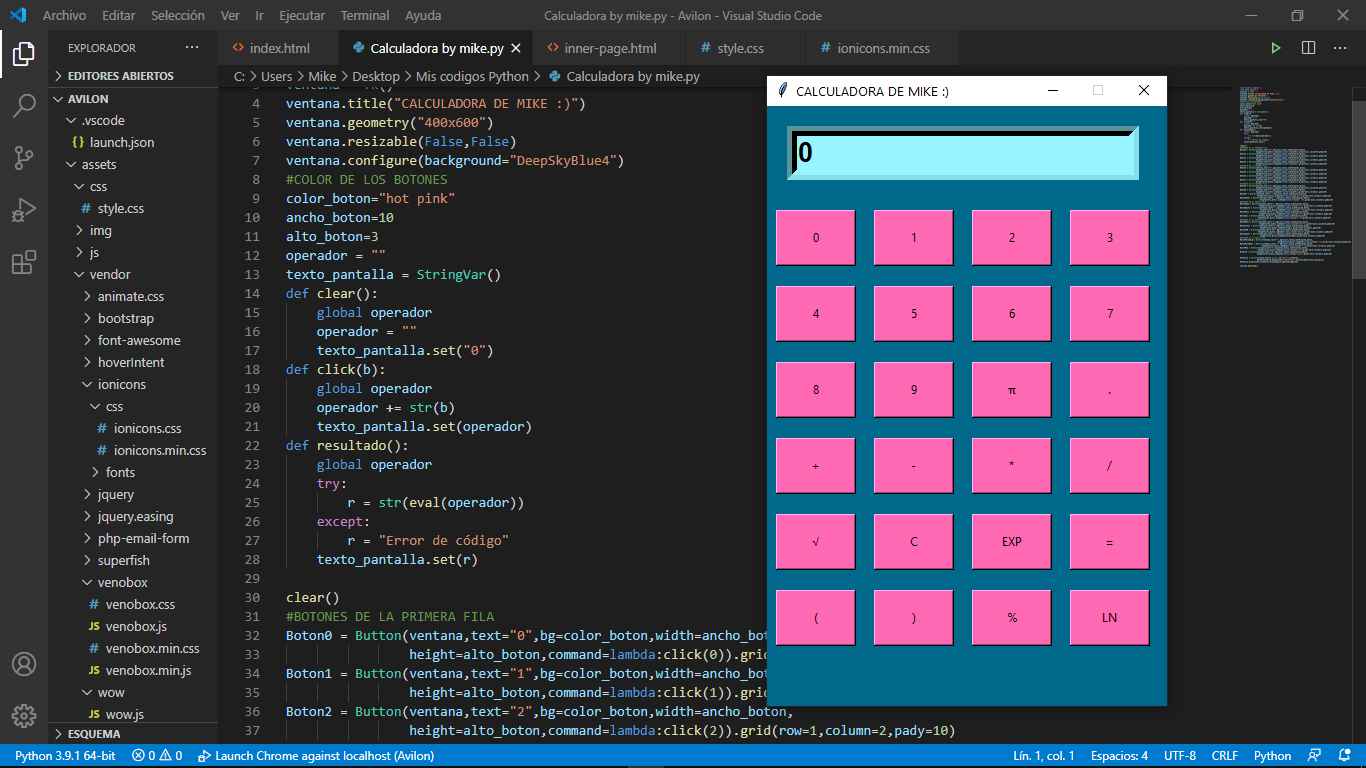 Archivo Editar Selección Ver Ir Ejecutar Terminal Ayuda
Calculadora by mike.py - Avilon - Visual Studio Code
EXPLORADOR
EDITORES ABIERTOS
AVILON
.vscode
launch.json
assets
css
style.css
img
js
vendor
animate.css
bootstrap
font-awesome
hoverIntent
ionicons
css
ionicons.css
ionicons.min.css
fonts
jquery
jquery.easing
php-email-form
superfish
venobox
venobox.css
venobox.js
venobox.min.css
venobox.min.js
wow
wow.js
ESQUEMA
index.html
Calculadora by mike.py
inner-page.html
style.css
ionicons.min.css
C: > Users > Mike > Desktop > Mis codigos Python > Calculadora by mike.py
4 ventana.title("CALCULADORA DE MIKE :)")
5 ventana.geometry("400x600")
6 ventana.resizable(False,False)
7 ventana.configure(background="DeepSkyBlue4")
8 #COLOR DE LOS BOTONES
9 color_boton="hot pink"
10 ancho_boton=10
11 alto_boton=3
12 operador = ""
13 texto_pantalla = StringVar()
14 def clear():
15 global operador
16 operador = ""
17 texto_pantalla.set("0")
18 def click(b):
19 global operador
20 operador += str(b)
21 texto_pantalla.set(operador)
22 def resultado():
23 global operador
24 try:
25 r = str(eval(operador))
26 except:
27 r = "Error de código"
28 texto_pantalla.set(r)
29
30 clear()
31 #BOTONES DE LA PRIMERA FILA
32 Boton0 = Button(ventana,text="0",bg=color_boton,width=ancho_bot
33 height=alto_boton,command=lambda:click(0)).grid
34 Boton1 = Button(ventana,text="1",bg=color_boton,width=ancho_bot
35 height=alto_boton,command=lambda:click(1)).grid
36 Boton2 = Button(ventana,text="2",bg=color_boton,width=ancho_boton,
37 height=alto_boton,command=lambda:click(2)).grid(row=1,column=2,pady=10)
CALCULADORA DE MIKE :)
0
0 1 2 3
4 5 6 7
8 9 π .
+ - * /
√ C EXP =
( ) % LN
Python 3.9.1 64-bit 0 0 Launch Chrome against localhost (Avilon)
Lín. 1, col. 1 Espacios: 4 UTF-8 CRLF Python